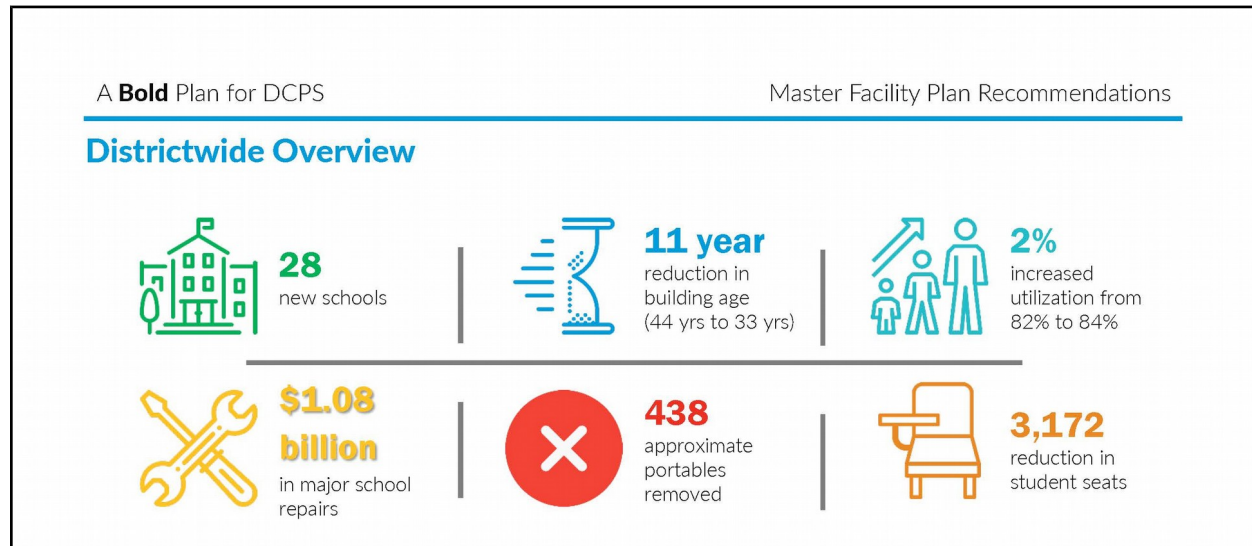 A Bold Plan for DCPS
Master Facility Plan Recommendations
Districtwide Overview
28
new schools
11 year
reduction in
building age
(44 yrs to 33 yrs)
2%
increased
utilization from
82% to 84%
$1.08
billion
in major school
repairs
438
approximate
portables
removed
3,172
reduction in
student seats